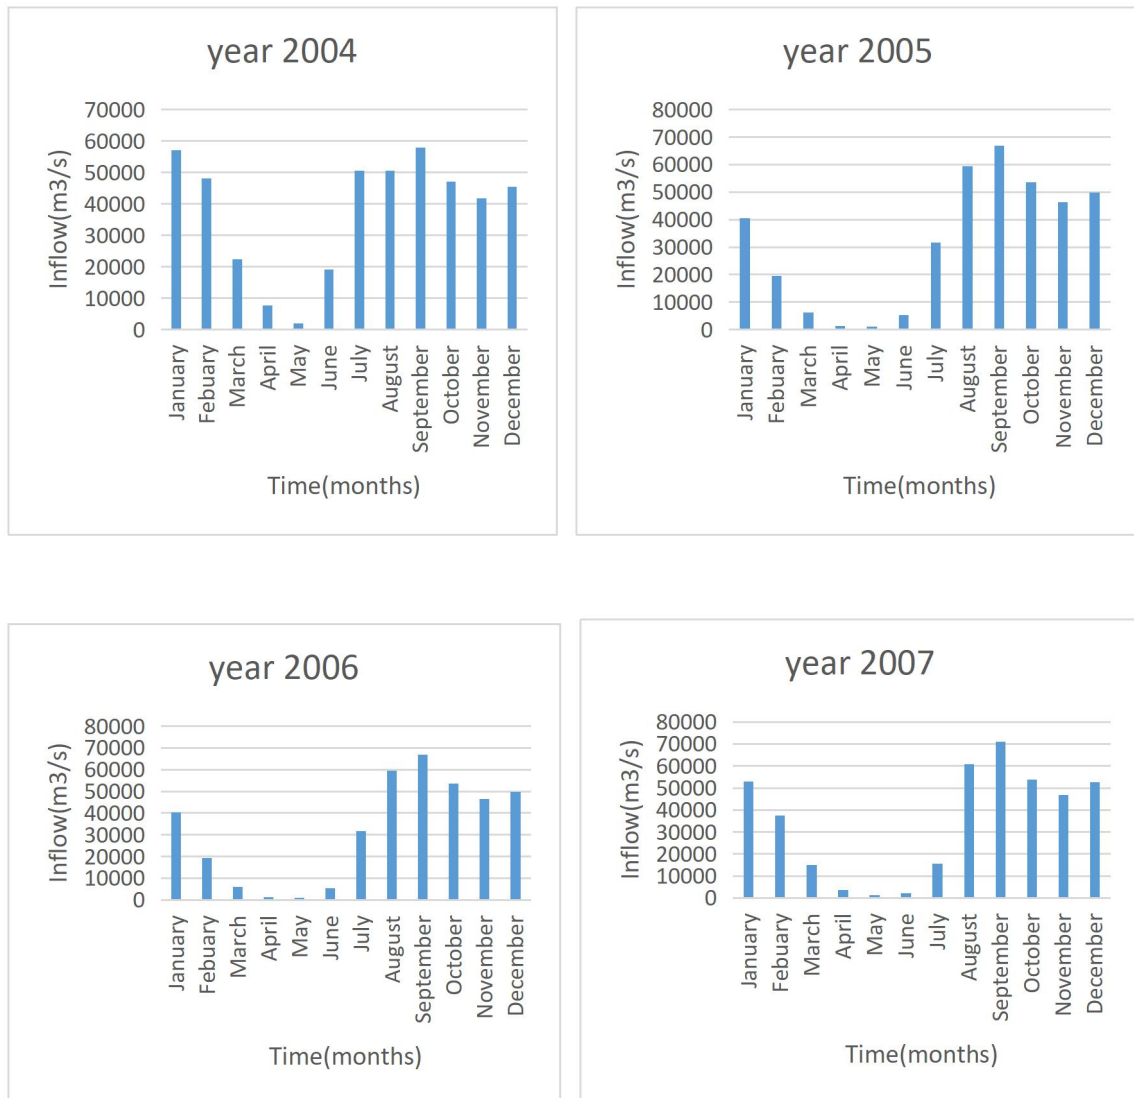 year 2004
Inflow(m3/s)
70000
60000
50000
40000
30000
20000
10000
0
January
Febuary
March
April
May
June
July
August
September
October
November
December
Time(months)
year 2005
Inflow(m3/s)
80000
70000
60000
50000
40000
30000
20000
10000
0
January
Febuary
March
April
May
June
July
August
September
October
November
December
Time(months)
year 2006
Inflow(m3/s)
80000
70000
60000
50000
40000
30000
20000
10000
0
January
Febuary
March
April
May
June
July
August
September
October
November
December
Time(months)
year 2007
Inflow(m3/s)
80000
70000
60000
50000
40000
30000
20000
10000
0
January
Febuary
March
April
May
June
July
August
September
October
November
December
Time(months)